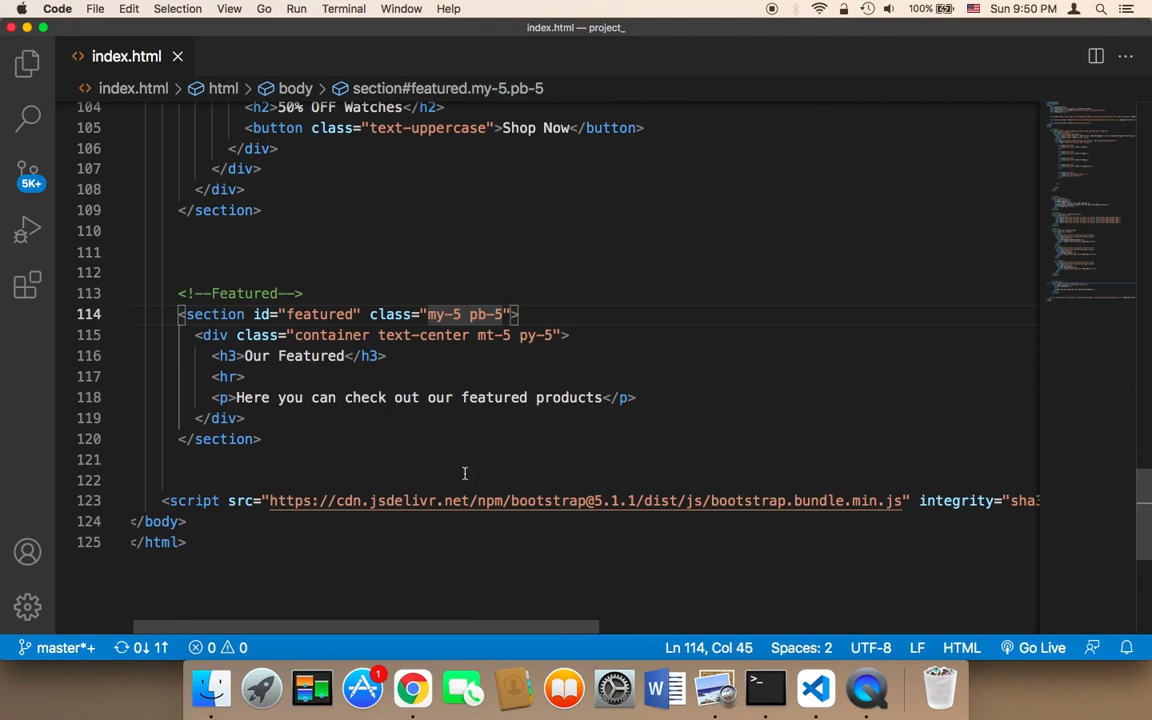 Code File Edit Selection View Go Run Terminal Window Help 100% Sun 9:50 PM
index.html — project_
<> index.html ×
<> index.html > html > body > section#featured.my-5.pb-5
104 <h2>50% OFF Watches</h2>
105 <button class="text-uppercase">Shop Now</button>
106 </div>
107 </div>
108 </div>
109 </section>
110
111
112
113 <!--Featured-->
114 <section id="featured" class="my-5 pb-5">
115 <div class="container text-center mt-5 py-5">
116 <h3>Our Featured</h3>
117 <hr>
118 <p>Here you can check out our featured products</p>
119 </div>
120 </section>
121
122
123 <script src="https://cdn.jsdelivr.net/npm/bootstrap@5.1.1/dist/js/bootstrap.bundle.min.js" integrity="sha3
124 </body>
125 </html>
5K+
master*+ 0↓ 1↑ 0 0 Ln 114, Col 45 Spaces: 2 UTF-8 LF HTML Go Live
1